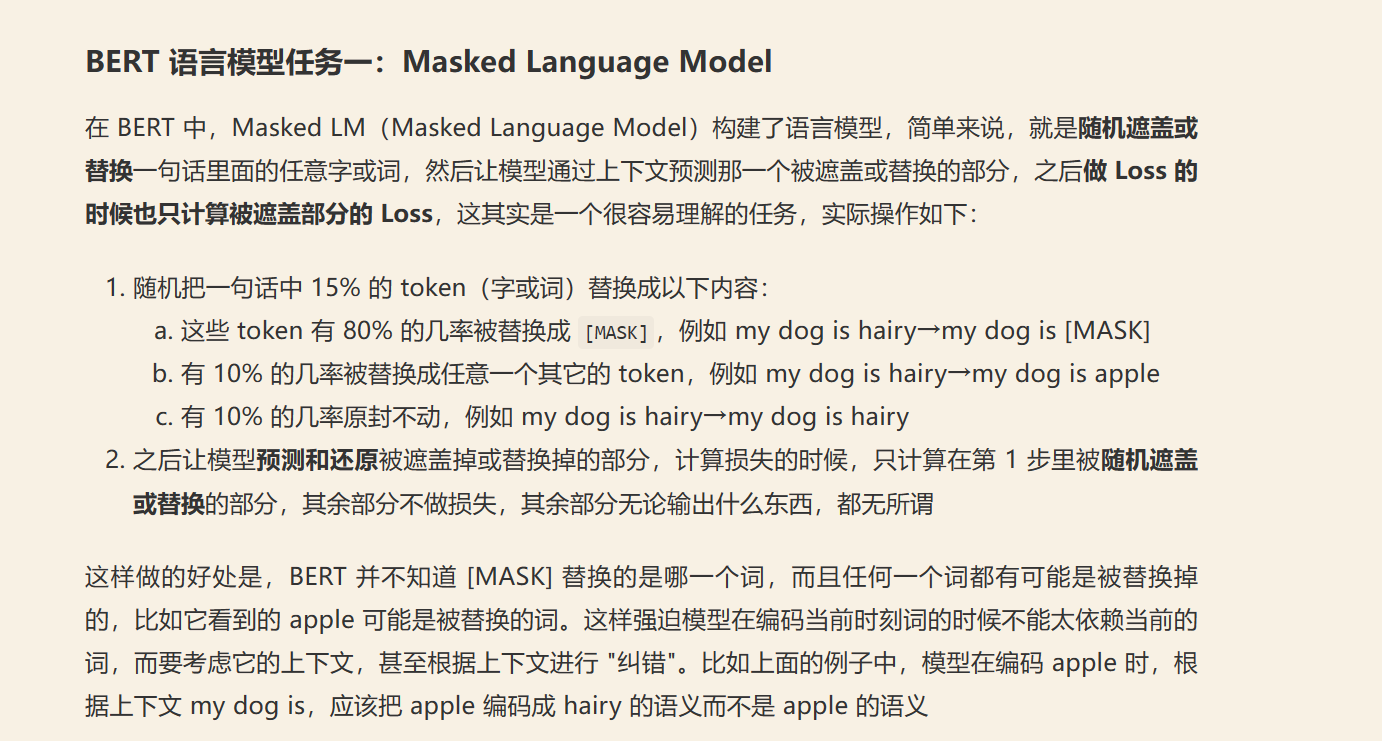 BERT 语言模型任务一：Masked Language Model
在 BERT 中，Masked LM（Masked Language Model）构建了语言模型，简单来说，就是随机遮盖或
替换一句话里面的任意字或词，然后让模型通过上下文预测那一个被遮盖或替换的部分，之后做 Loss 的
时候也只计算被遮盖部分的 Loss，这其实是一个很容易理解的任务，实际操作如下：
1. 随机把一句话中 15% 的 token（字或词）替换成以下内容：
a. 这些 token 有 80% 的几率被替换成 [MASK]，例如 my dog is hairy→my dog is [MASK]
b. 有 10% 的几率被替换成任意一个其它的 token，例如 my dog is hairy→my dog is apple
c. 有 10% 的几率原封不动，例如 my dog is hairy→my dog is hairy
2. 之后让模型预测和还原被遮盖掉或替换掉的部分，计算损失的时候，只计算在第 1 步里被随机遮盖
或替换的部分，其余部分不做损失，其余部分无论输出什么东西，都无所谓
这样做的好处是，BERT 并不知道 [MASK] 替换的是哪一个词，而且任何一个词都有可能是被替换掉
的，比如它看到的 apple 可能是被替换的词。这样强迫模型在编码当前时刻词的时候不能太依赖当前的
词，而要考虑它的上下文，甚至根据上下文进行 "纠错"。比如上面的例子中，模型在编码 apple 时，根
据上下文 my dog is，应该把 apple 编码成 hairy 的语义而不是 apple 的语义